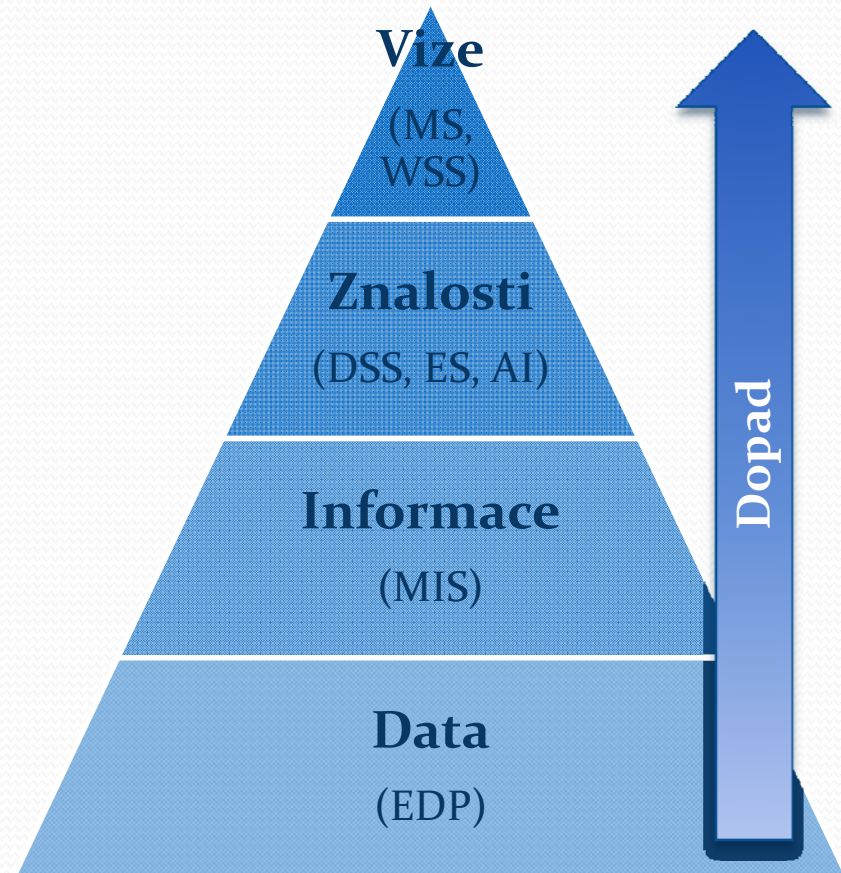 Vize
(MS,
WSS)
Znalosti
(DSS, ES, AI)
Informace
(MIS)
Data
(EDP)
Dopad